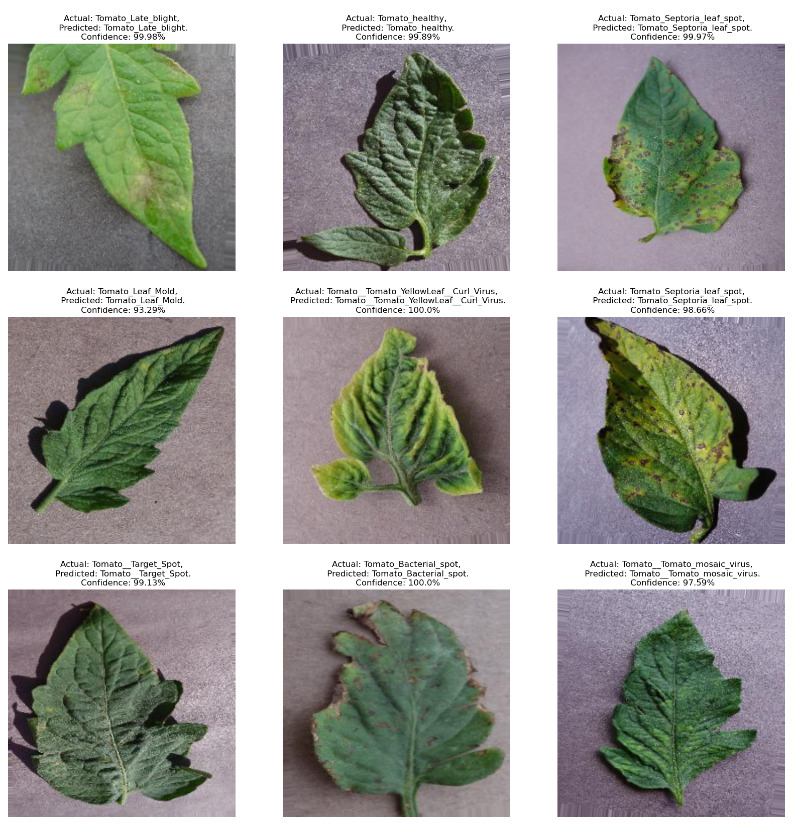 Actual: Tomato_Late_blight,
Predicted: Tomato_Late_blight.
Confidence: 99.98%
Actual: Tomato_healthy,
Predicted: Tomato_healthy.
Confidence: 99.89%
Actual: Tomato_Septoria_leaf_spot,
Predicted: Tomato_Septoria_leaf_spot.
Confidence: 99.97%
Actual: Tomato_Leaf_Mold,
Predicted: Tomato_Leaf_Mold.
Confidence: 93.29%
Actual: Tomato__Tomato_YellowLeaf__Curl_Virus,
Predicted: Tomato__Tomato_YellowLeaf__Curl_Virus.
Confidence: 100.0%
Actual: Tomato_Septoria_leaf_spot,
Predicted: Tomato_Septoria_leaf_spot.
Confidence: 98.66%
Actual: Tomato__Target_Spot,
Predicted: Tomato__Target_Spot.
Confidence: 99.13%
Actual: Tomato_Bacterial_spot,
Predicted: Tomato_Bacterial_spot.
Confidence: 100.0%
Actual: Tomato__Tomato_mosaic_virus,
Predicted: Tomato__Tomato_mosaic_virus.
Confidence: 97.59%